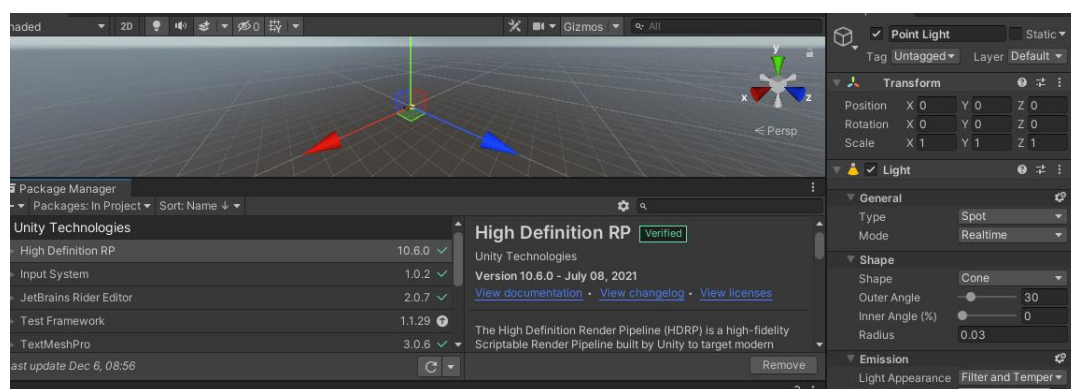 haded 2D 0 Gizmos All
y
x z
< Persp
Package Manager
Packages: In Project Sort: Name ↓
Unity Technologies
High Definition RP 10.6.0
Input System 1.0.2
JetBrains Rider Editor 2.0.7
Test Framework 1.1.29
TextMeshPro 3.0.6
ast update Dec 6, 08:56
High Definition RP Verified
Unity Technologies
Version 10.6.0 - July 08, 2021
View documentation • View changelog • View licenses
The High Definition Render Pipeline (HDRP) is a high-fidelity
Scriptable Render Pipeline built by Unity to target modern
Remove
Point Light Static
Tag Untagged Layer Default
Transform
Position X 0 Y 0 Z 0
Rotation X 0 Y 0 Z 0
Scale X 1 Y 1 Z 1
Light
General
Type Spot
Mode Realtime
Shape
Shape Cone
Outer Angle 30
Inner Angle (%) 0
Radius 0.03
Emission
Light Appearance Filter and Temper